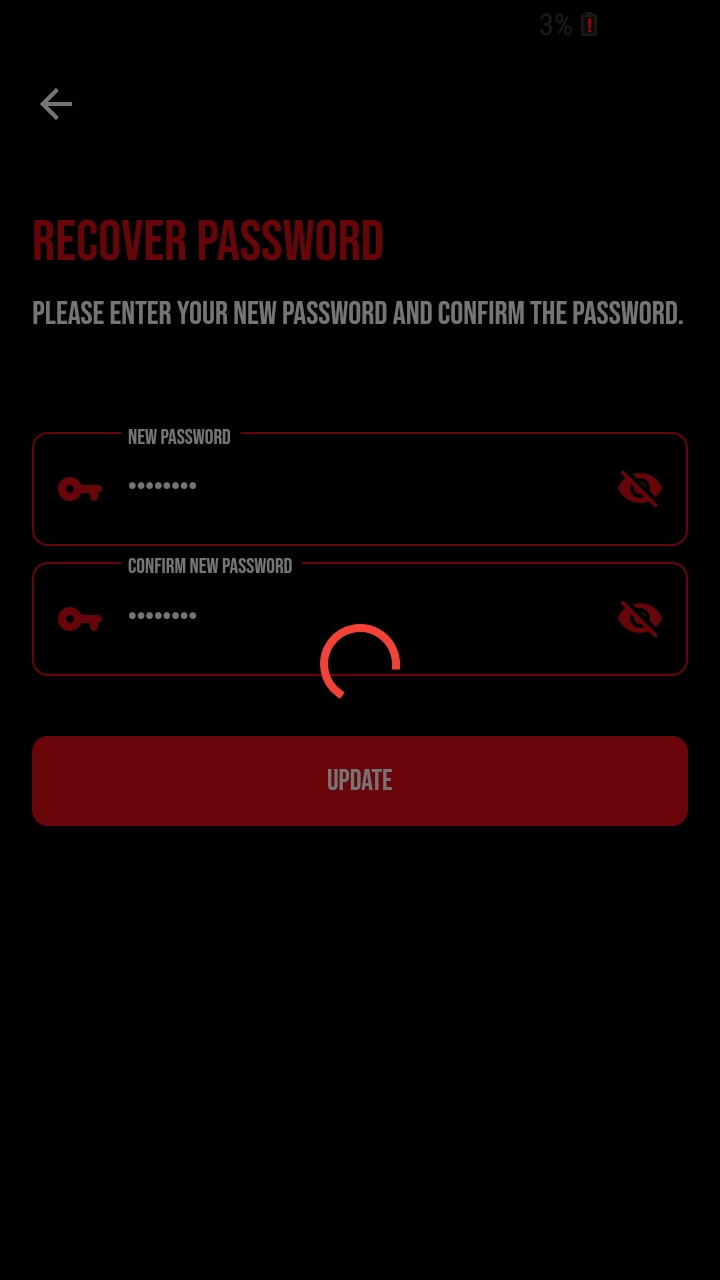 3%
RECOVER PASSWORD
PLEASE ENTER YOUR NEW PASSWORD AND CONFIRM THE PASSWORD.
NEW PASSWORD
••••••••
CONFIRM NEW PASSWORD
••••••••
UPDATE